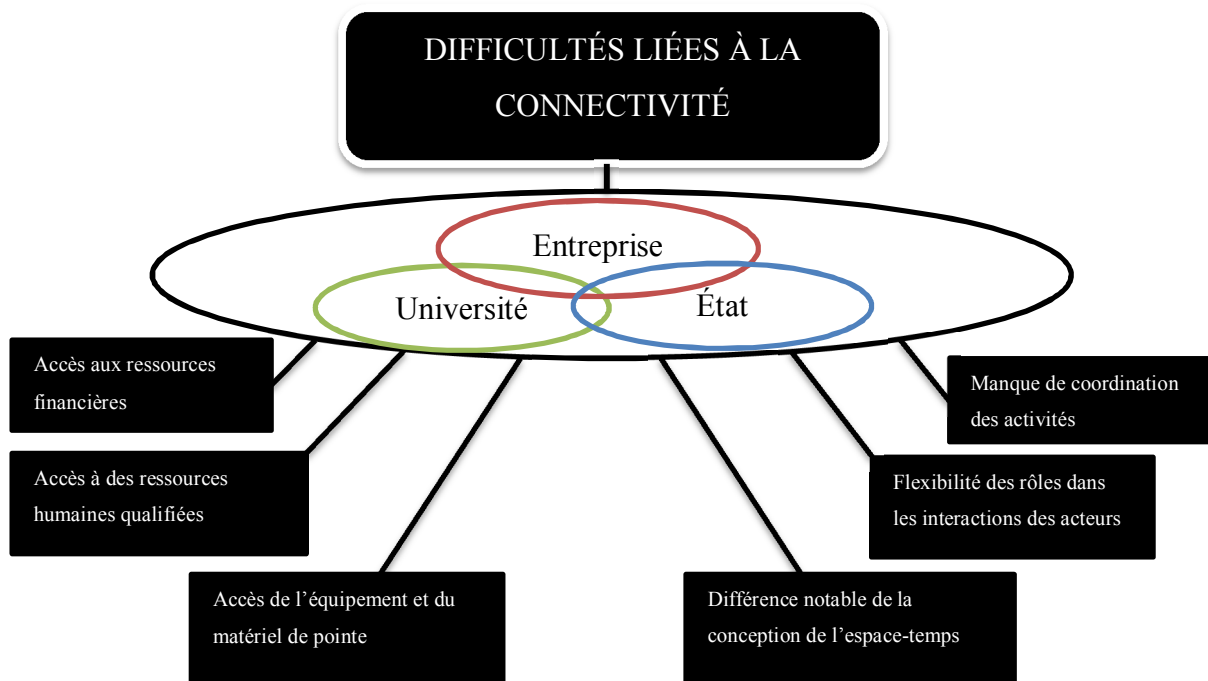 DIFFICULTÉS LIÉES À LA
CONNECTIVITÉ
Entreprise
Université
État
Accès aux ressources
financières
Manque de coordination
des activités
Accès à des ressources
humaines qualifiées
Flexibilité des rôles dans
les interactions des acteurs
Accès de l’équipement et du
matériel de pointe
Différence notable de la
conception de l’espace-temps